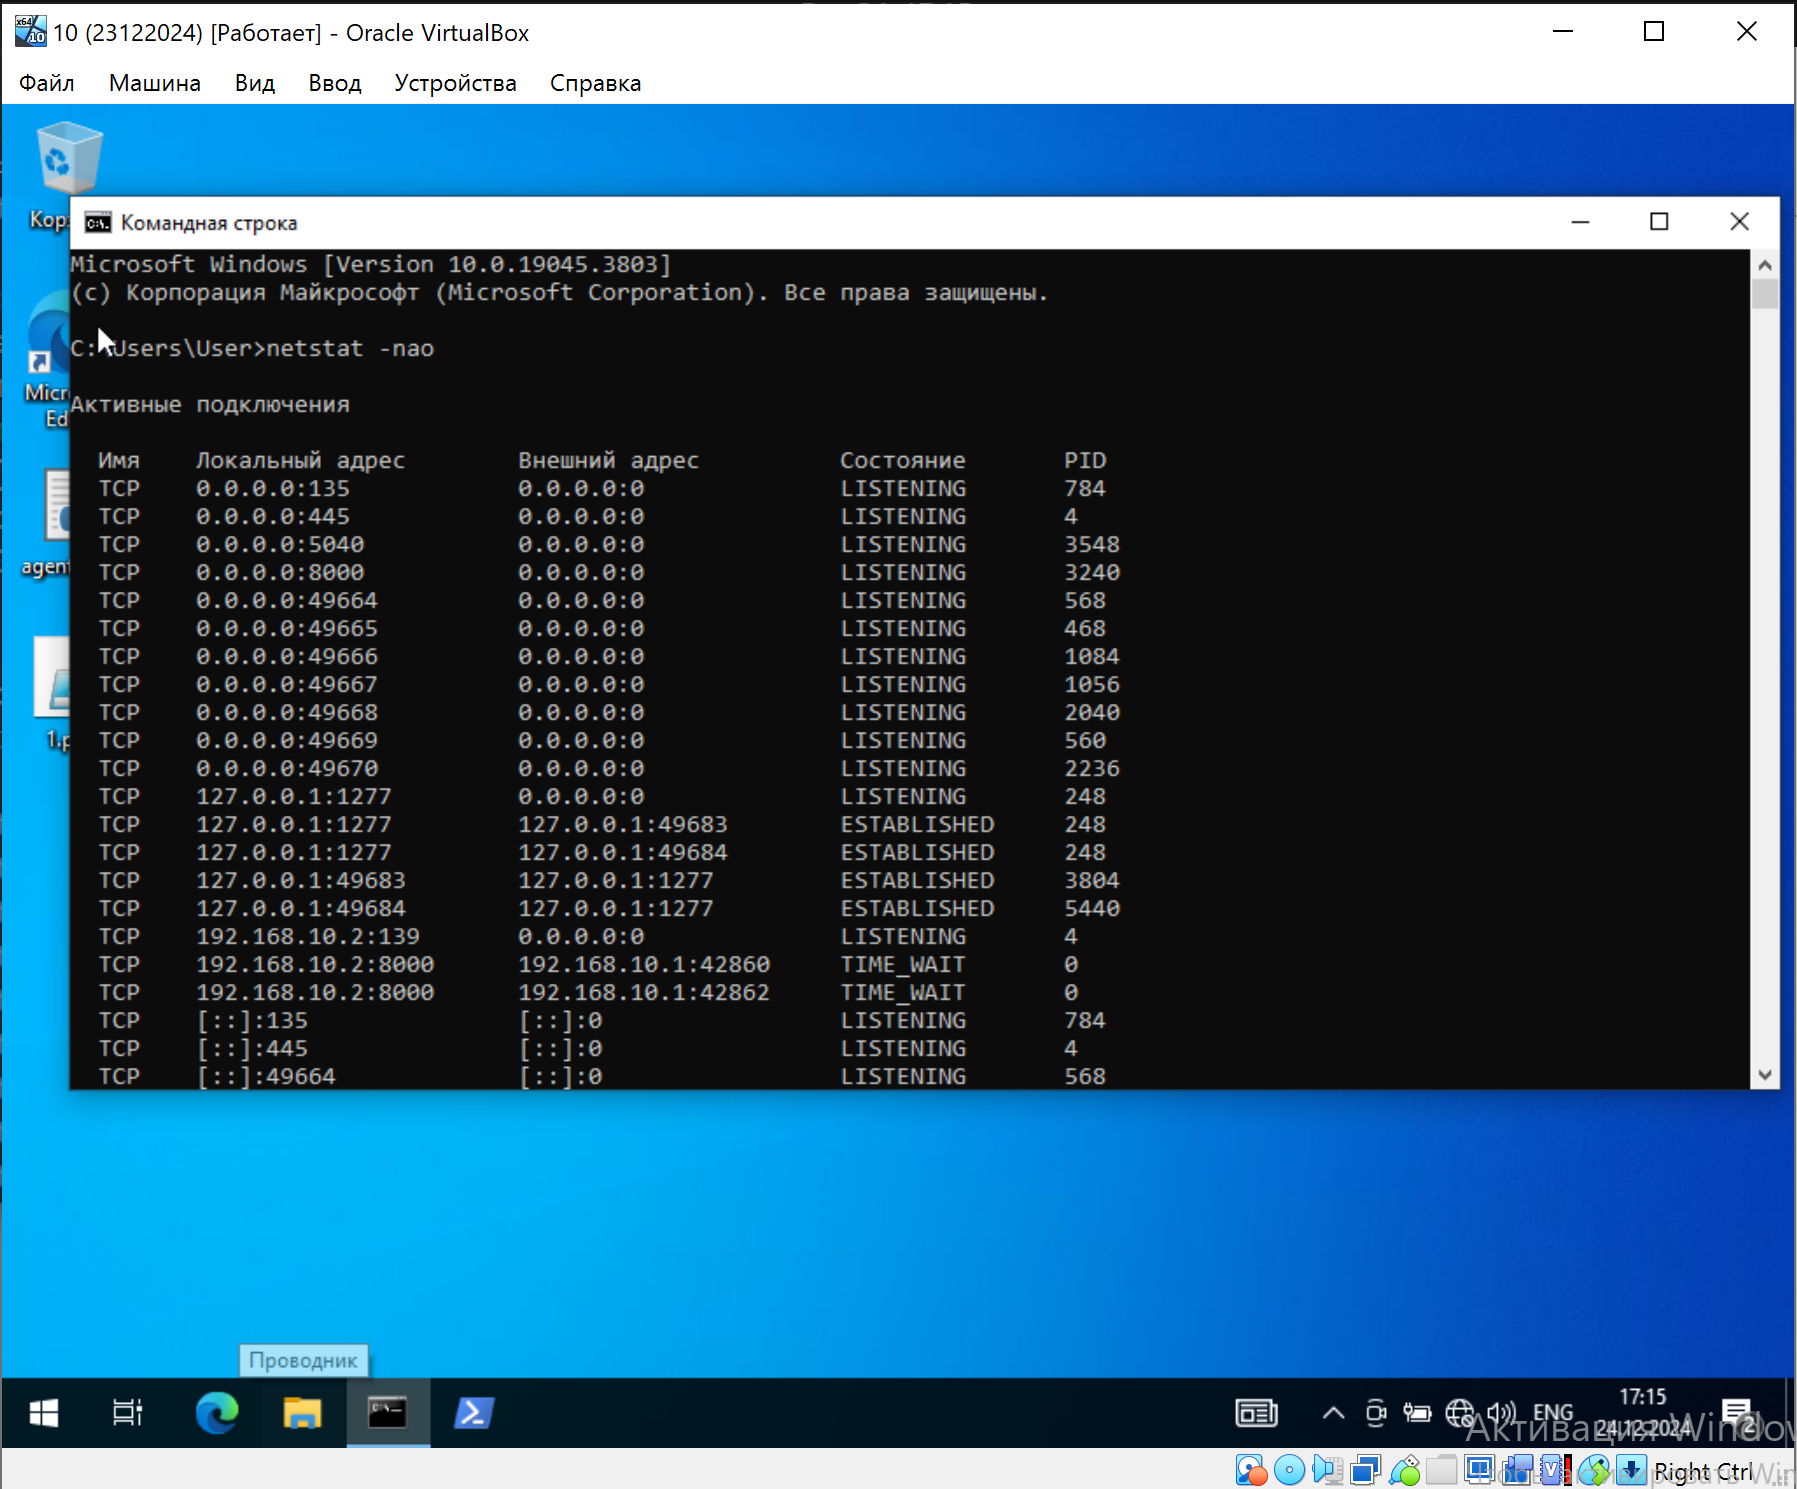 10 (23122024) [Работает] - Oracle VirtualBox
Файл Машина Вид Ввод Устройства Справка
Командная строка
Microsoft Windows [Version 10.0.19045.3803]
(c) Корпорация Майкрософт (Microsoft Corporation). Все права защищены.
C:\Users\User>netstat -nao
Активные подключения
Имя Локальный адрес Внешний адрес Состояние PID
TCP 0.0.0.0:135 0.0.0.0:0 LISTENING 784
TCP 0.0.0.0:445 0.0.0.0:0 LISTENING 4
TCP 0.0.0.0:5040 0.0.0.0:0 LISTENING 3548
TCP 0.0.0.0:8000 0.0.0.0:0 LISTENING 3240
TCP 0.0.0.0:49664 0.0.0.0:0 LISTENING 568
TCP 0.0.0.0:49665 0.0.0.0:0 LISTENING 468
TCP 0.0.0.0:49666 0.0.0.0:0 LISTENING 1084
TCP 0.0.0.0:49667 0.0.0.0:0 LISTENING 1056
TCP 0.0.0.0:49668 0.0.0.0:0 LISTENING 2040
TCP 0.0.0.0:49669 0.0.0.0:0 LISTENING 560
TCP 0.0.0.0:49670 0.0.0.0:0 LISTENING 2236
TCP 127.0.0.1:1277 0.0.0.0:0 LISTENING 248
TCP 127.0.0.1:1277 127.0.0.1:49683 ESTABLISHED 248
TCP 127.0.0.1:1277 127.0.0.1:49684 ESTABLISHED 248
TCP 127.0.0.1:49683 127.0.0.1:1277 ESTABLISHED 3804
TCP 127.0.0.1:49684 127.0.0.1:1277 ESTABLISHED 5440
TCP 192.168.10.2:139 0.0.0.0:0 LISTENING 4
TCP 192.168.10.2:8000 192.168.10.1:42860 TIME_WAIT 0
TCP 192.168.10.2:8000 192.168.10.1:42862 TIME_WAIT 0
TCP [::]:135 [::]:0 LISTENING 784
TCP [::]:445 [::]:0 LISTENING 4
TCP [::]:49664 [::]:0 LISTENING 568
Кор
Micr
Ed
agent
1.p
Проводник
ENG
17:15
24.12.2024
2
Активация Window
Right Ctrl